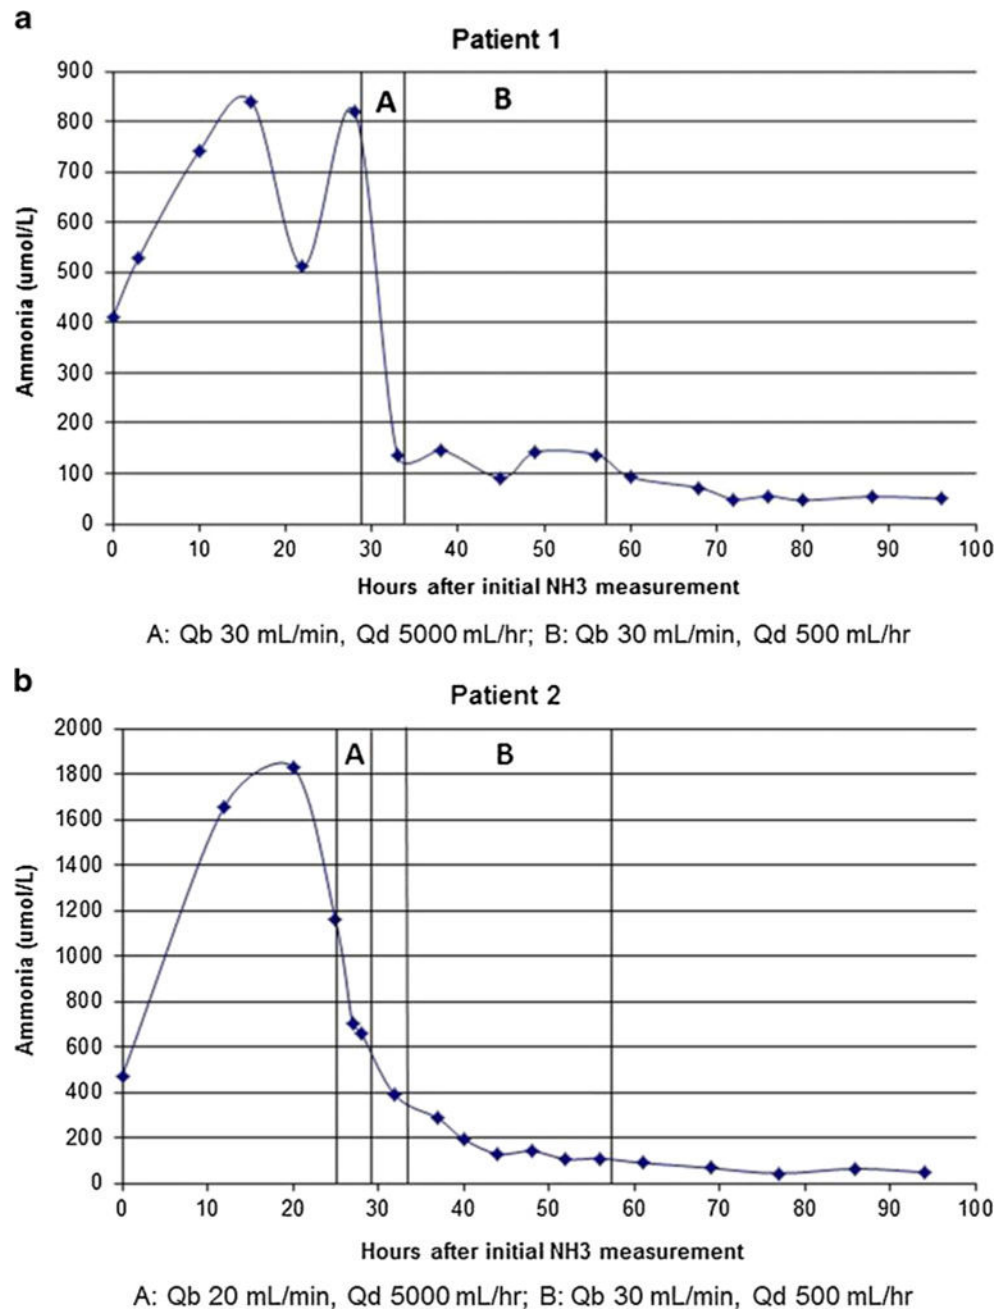 a
Patient 1
900
800
700
600
500
400
300
200
100
0
A
B
Ammonia (umol/L)
0 10 20 30 40 50 60 70 80 90 100
Hours after initial NH3 measurement
A: Qb 30 mL/min, Qd 5000 mL/hr; B: Qb 30 mL/min, Qd 500 mL/hr
b
Patient 2
2000
1800
1600
1400
1200
1000
800
600
400
200
0
A
B
Ammonia (umol/L)
0 10 20 30 40 50 60 70 80 90 100
Hours after initial NH3 measurement
A: Qb 20 mL/min, Qd 5000 mL/hr; B: Qb 30 mL/min, Qd 500 mL/hr